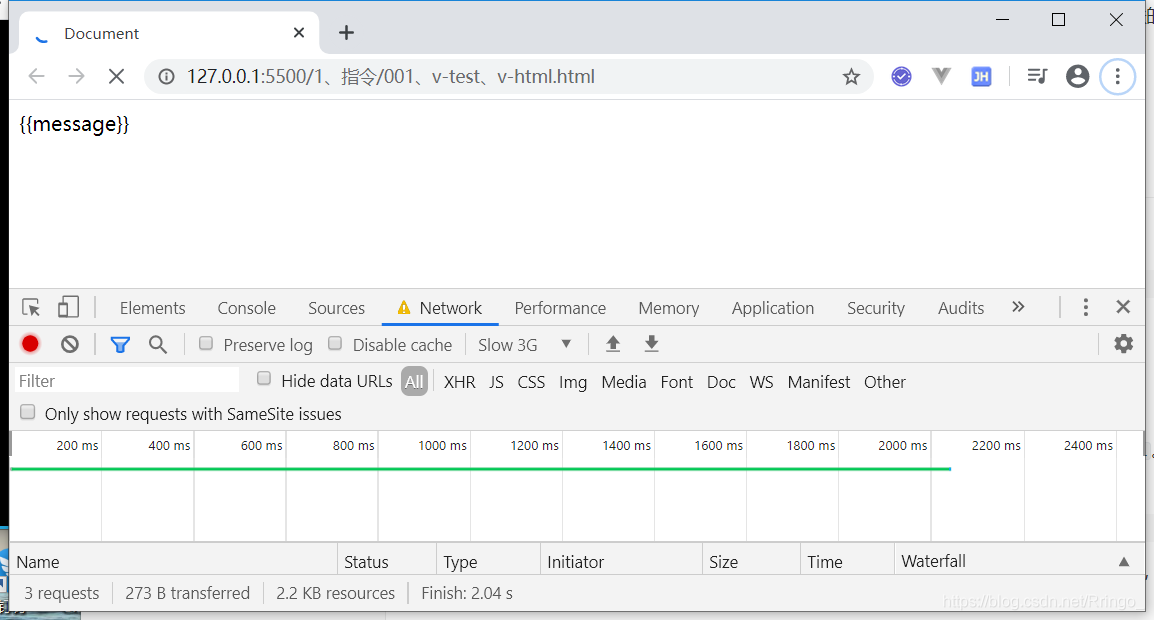 Document
127.0.0.1:5500/1、指令/001、v-test、v-html.html
JH
{{message}}
Elements Console Sources Network Performance Memory Application Security Audits »
Preserve log Disable cache Slow 3G
Filter Hide data URLs All XHR JS CSS Img Media Font Doc WS Manifest Other
Only show requests with SameSite issues
200 ms 400 ms 600 ms 800 ms 1000 ms 1200 ms 1400 ms 1600 ms 1800 ms 2000 ms 2200 ms 2400 ms
Name Status Type Initiator Size Time Waterfall
3 requests 273 B transferred 2.2 KB resources Finish: 2.04 s
https://blog.csdn.net/Rringo_